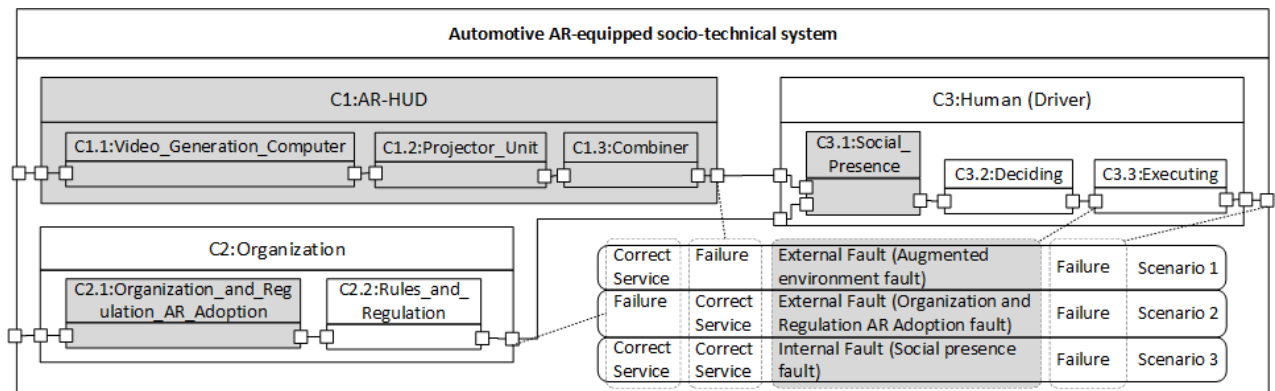 Automotive AR-equipped socio-technical system
C1:AR-HUD
C1.1:Video_Generation_Computer
C1.2:Projector_Unit
C1.3:Combiner
C3:Human (Driver)
C3.1:Social_
Presence
C3.2:Deciding
C3.3:Executing
C2:Organization
C2.1:Organization_and_Reg
ulation_AR_Adoption
C2.2:Rules_and_
Regulation
Correct
Service
Failure
External Fault (Augmented
environment fault)
Failure
Scenario 1
Failure
Correct
Service
External Fault (Organization and
Regulation AR Adoption fault)
Failure
Scenario 2
Correct
Service
Correct
Service
Internal Fault (Social presence
fault)
Failure
Scenario 3